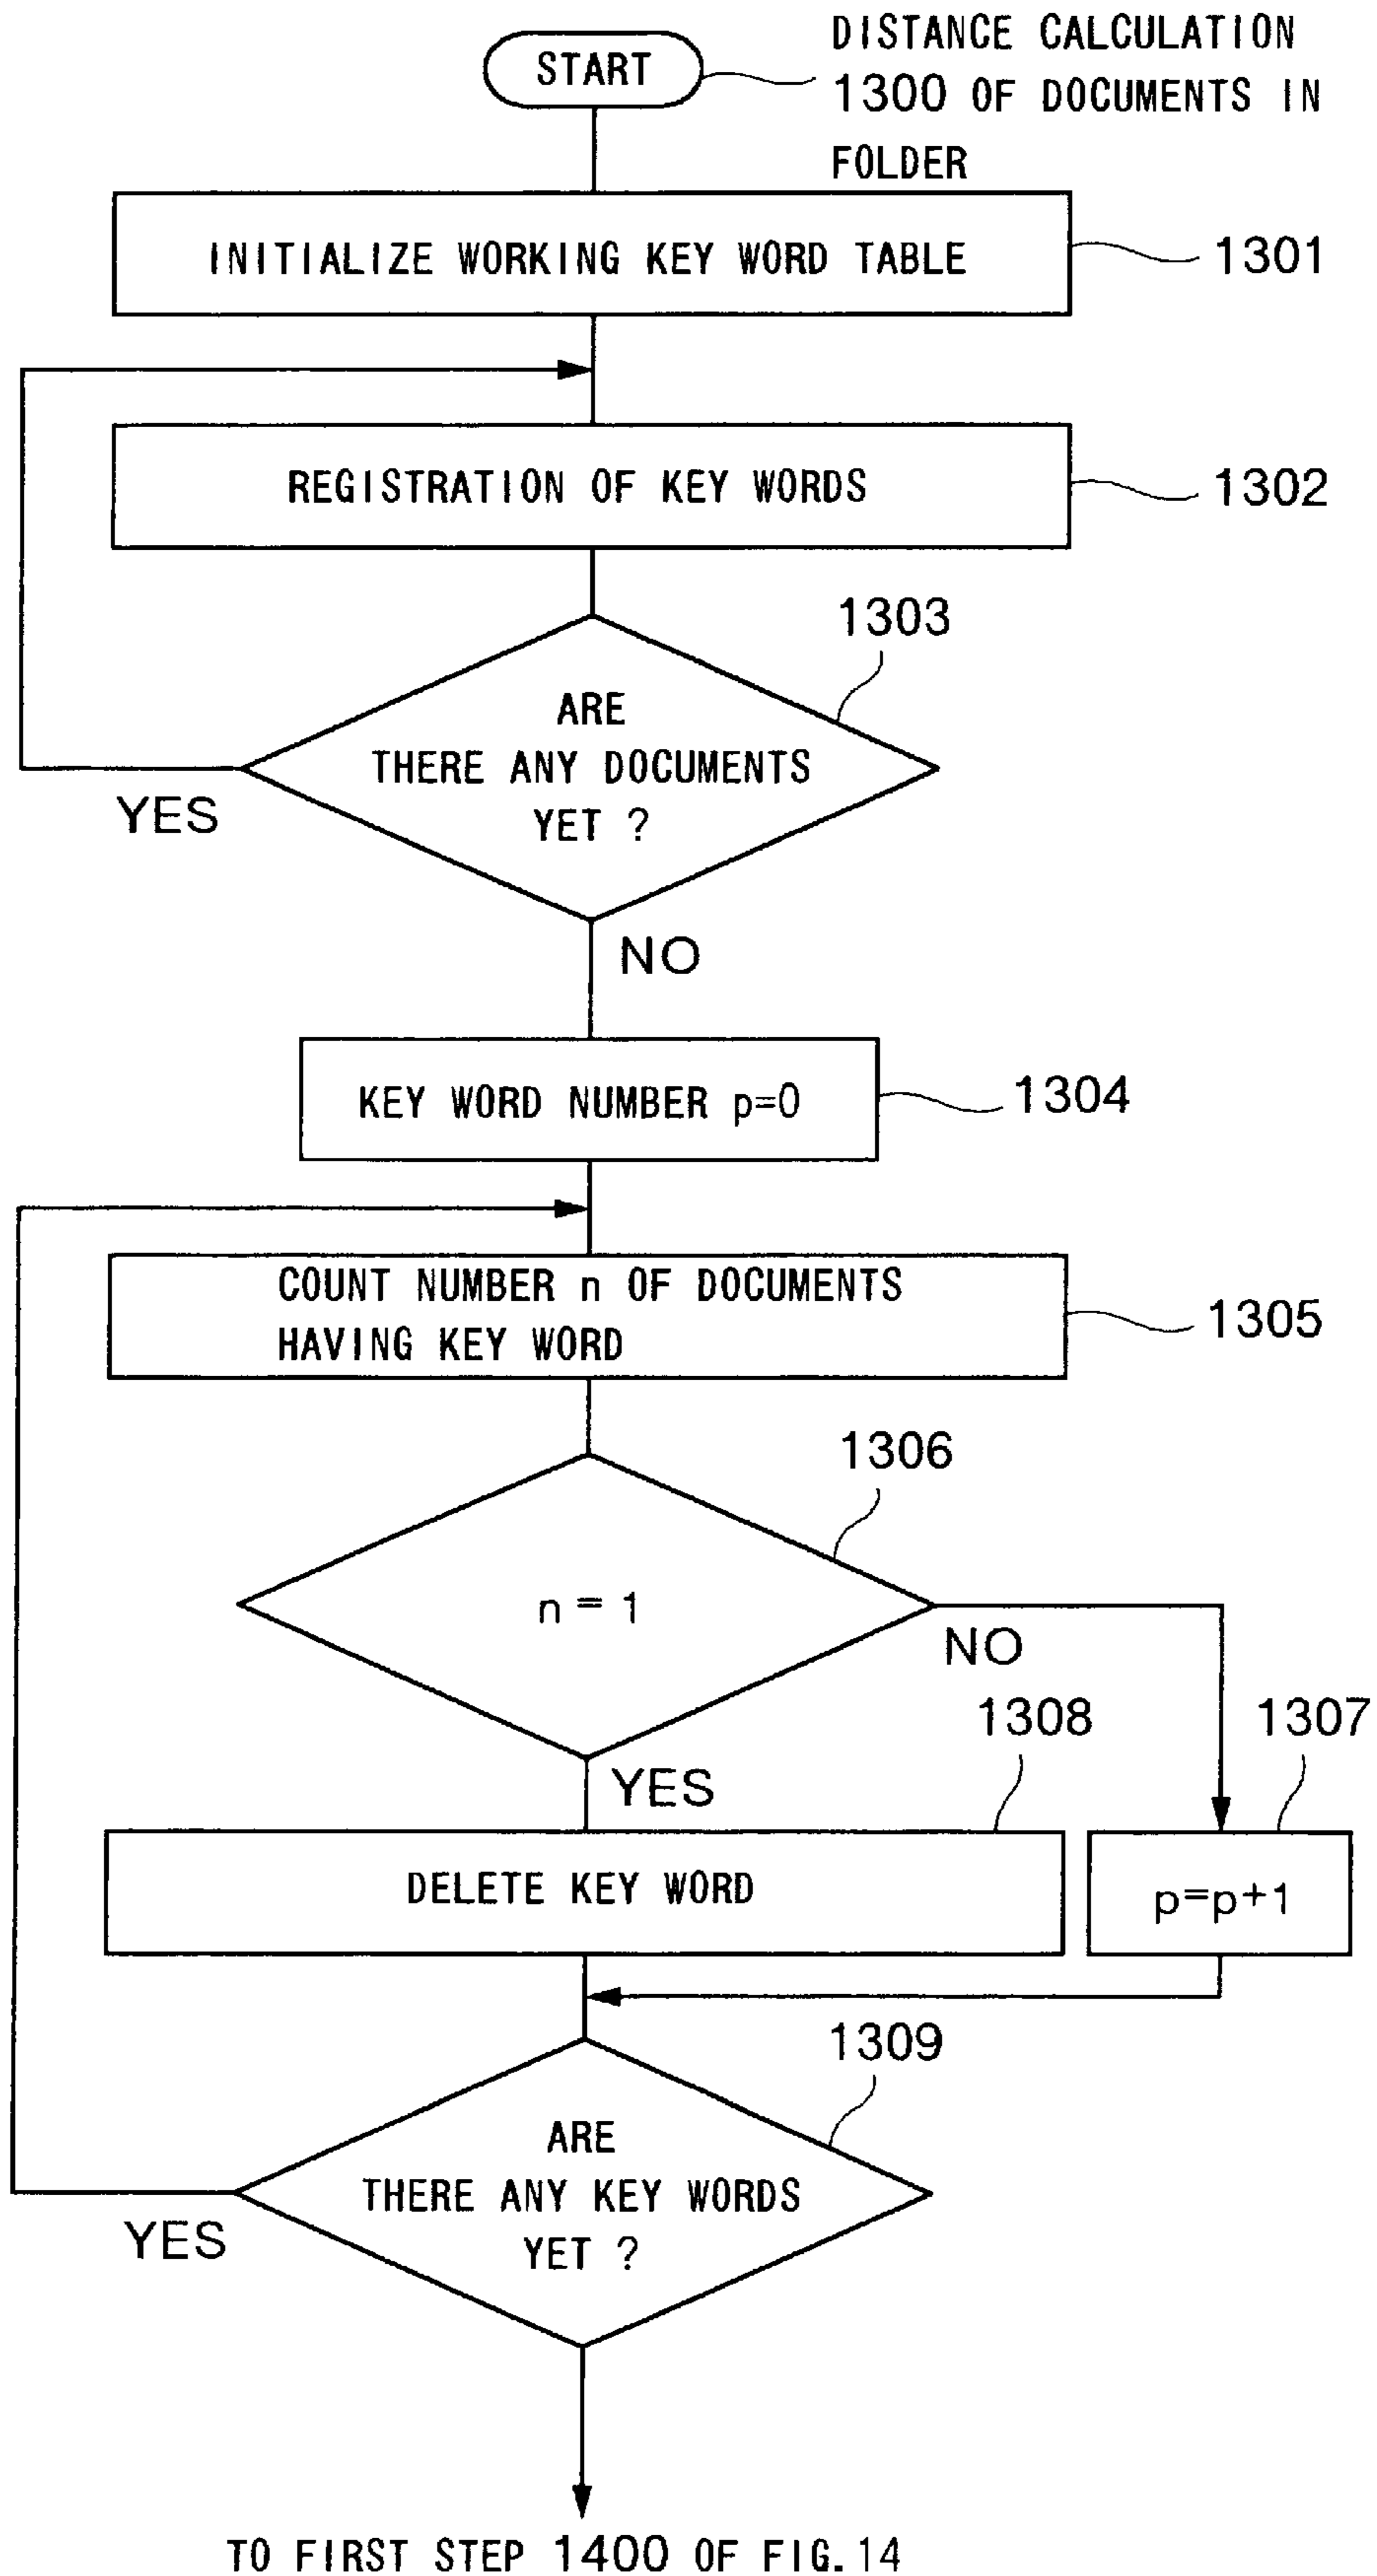 START
DISTANCE CALCULATION
1300 OF DOCUMENTS IN
FOLDER
INITIALIZE WORKING KEY WORD TABLE
1301
REGISTRATION OF KEY WORDS
1302
1303
ARE
THERE ANY DOCUMENTS
YET ?
YES
NO
KEY WORD NUMBER p=0
1304
COUNT NUMBER n OF DOCUMENTS
HAVING KEY WORD
1305
1306
n = 1
NO
1308
1307
YES
DELETE KEY WORD
p=p+1
1309
ARE
THERE ANY KEY WORDS
YET ?
YES
TO FIRST STEP 1400 OF FIG.14